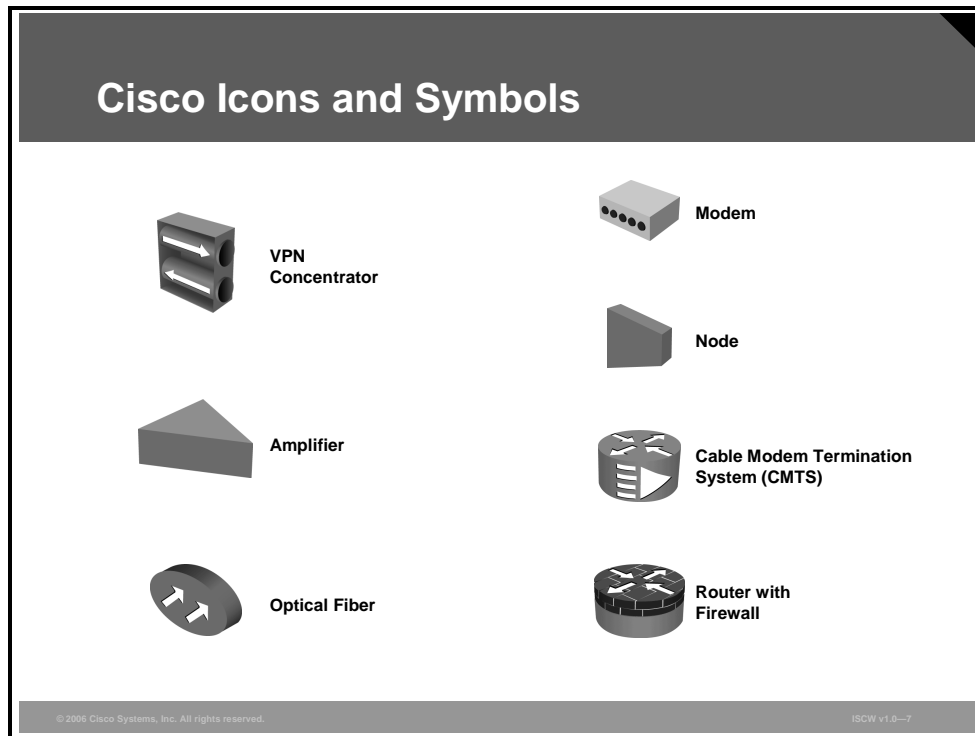 Cisco Icons and Symbols
VPN
Concentrator
Amplifier
Optical Fiber
Modem
Node
Cable Modem Termination
System (CMTS)
Router with
Firewall
© 2006 Cisco Systems, Inc. All rights reserved.
ISCW v1.0—7